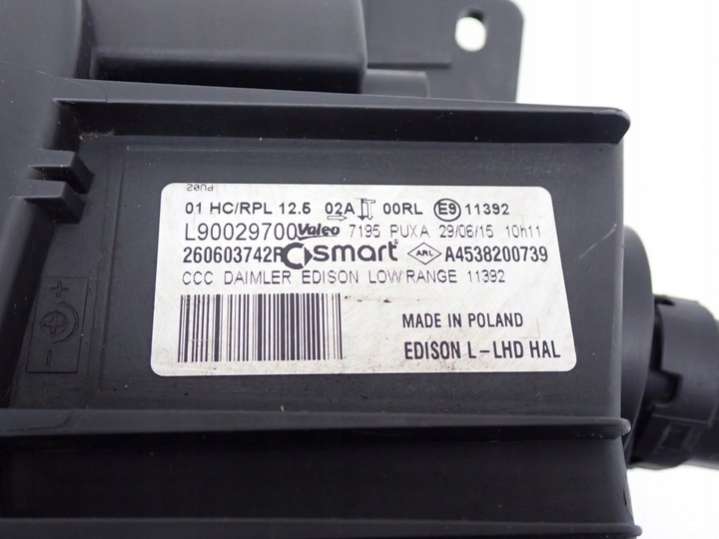 01 HC/RPL 12.5 02A 00RL E9 11392
L90029700 Valeo 7195 PUXA 29/06/15 10h11
260603742R smart ARL A4538200739
CCC DAIMLER EDISON LOW RANGE 11392
MADE IN POLAND
EDISON L-LHD HAL
+
-